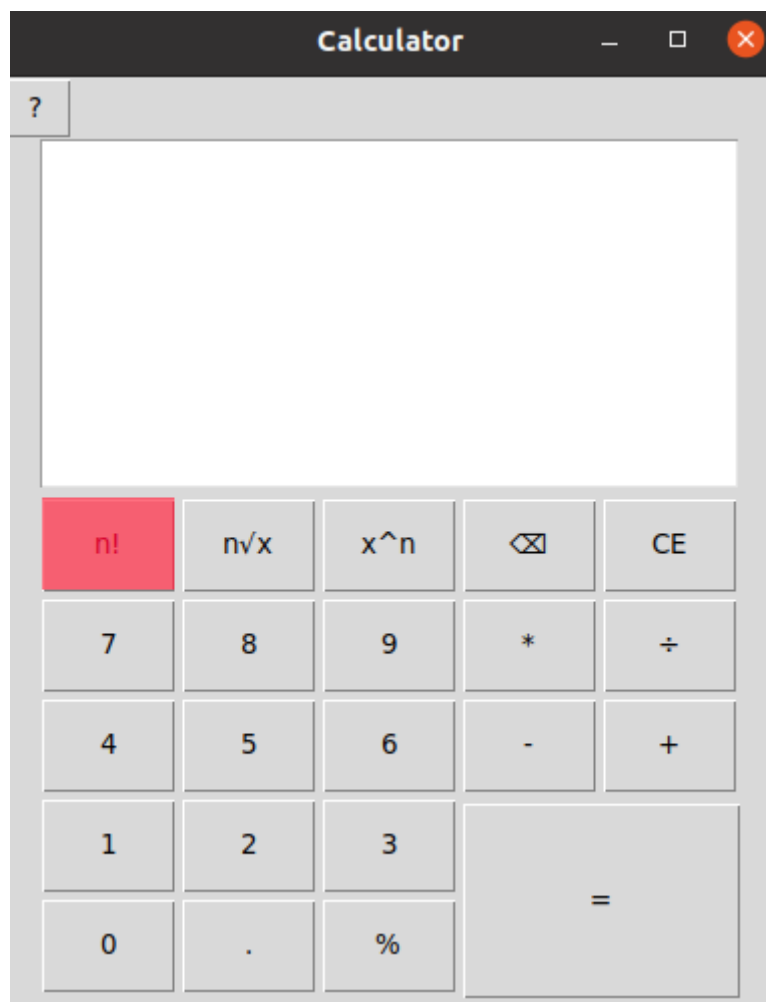 Calculator
?
n! n√x x^n ⌫ CE
7 8 9 * ÷
4 5 6 - +
1 2 3
=
0 . %